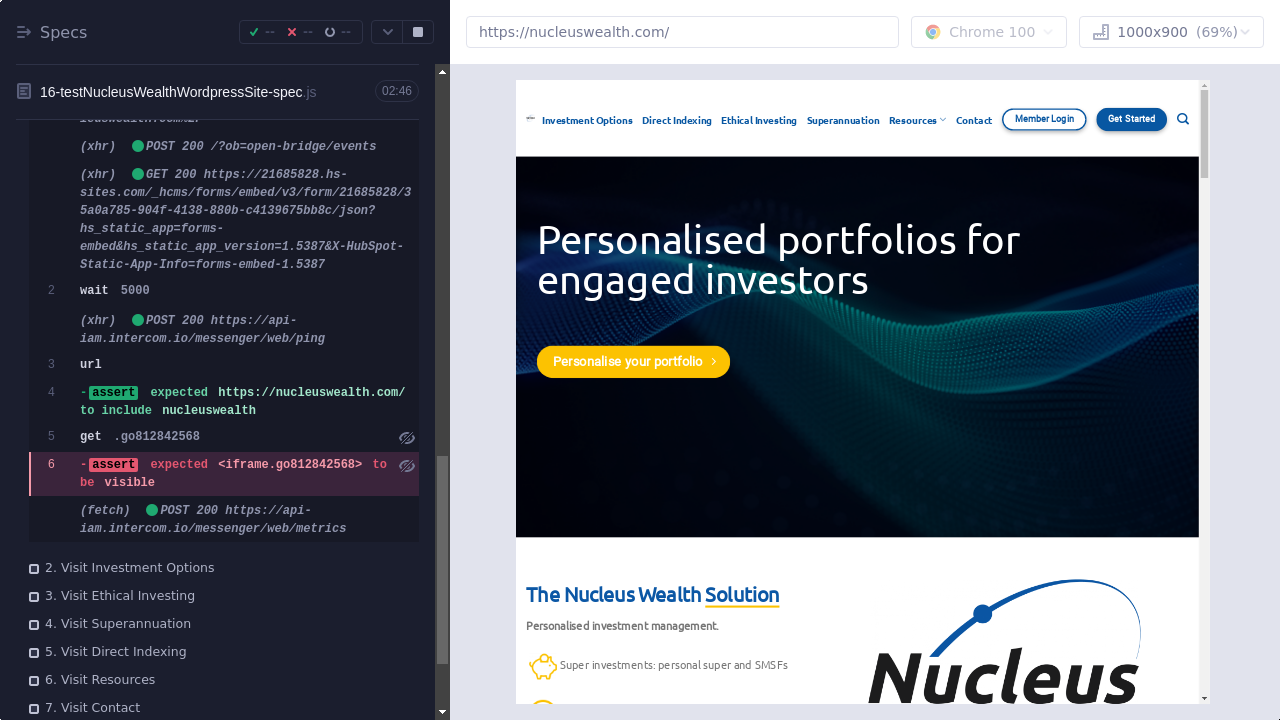 Specs
--
--
--
https://nucleuswealth.com/
Chrome 100
1000x900 (69%)
16-testNucleusWealthWordpressSite-spec.js
02:46
(xhr) POST 200 /?ob=open-bridge/events
(xhr) GET 200 https://21685828.hs-
sites.com/_hcms/forms/embed/v3/form/21685828/3
5a0a785-904f-4138-880b-c4139675bb8c/json?
hs_static_app=forms-
embed&hs_static_app_version=1.5387&X-HubSpot-
Static-App-Info=forms-embed-1.5387
2 wait 5000
(xhr) POST 200 https://api-
iam.intercom.io/messenger/web/ping
3 url
4 -assert expected https://nucleuswealth.com/
to include nucleuswealth
5 get .go812842568
6 -assert expected <iframe.go812842568> to
be visible
(fetch) POST 200 https://api-
iam.intercom.io/messenger/web/metrics
2. Visit Investment Options
3. Visit Ethical Investing
4. Visit Superannuation
5. Visit Direct Indexing
6. Visit Resources
7. Visit Contact
Investment Options Direct Indexing Ethical Investing Superannuation Resources Contact Member Login Get Started
Personalised portfolios for
engaged investors
Personalise your portfolio
The Nucleus Wealth Solution
Personalised investment management.
Super investments: personal super and SMSFs
Nucleus